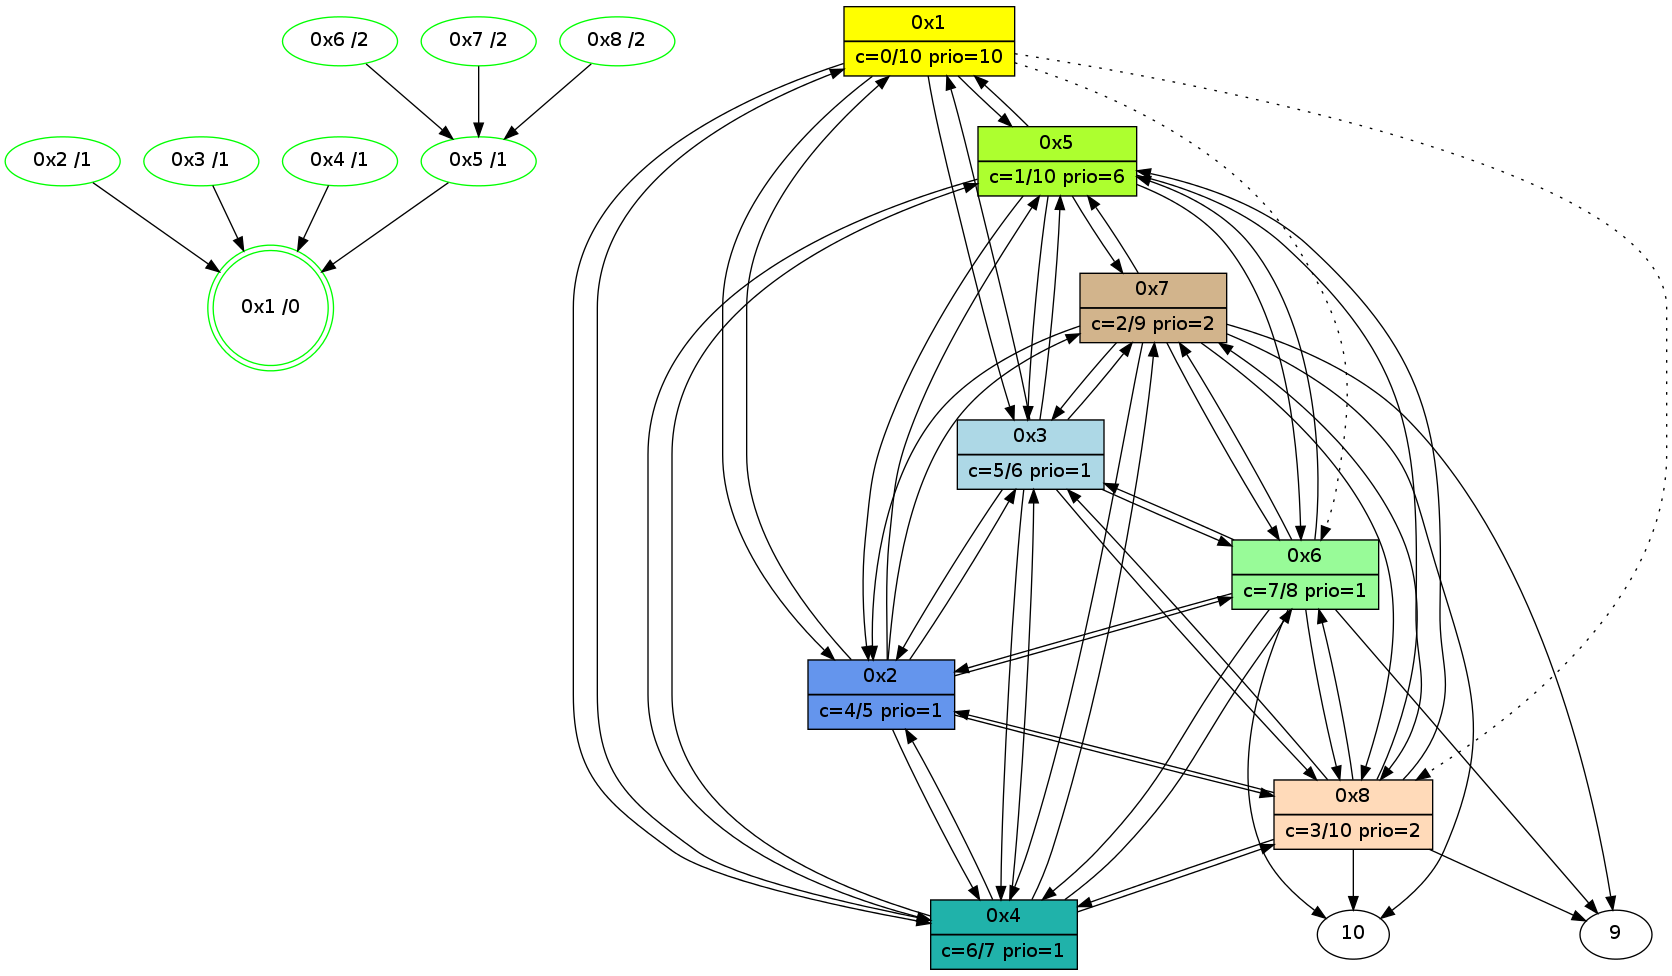 0x6 /2
0x7 /2
0x8 /2
0x2 /1
0x3 /1
0x4 /1
0x5 /1
0x1 /0
0x1
c=0/10 prio=10
0x5
c=1/10 prio=6
0x7
c=2/9 prio=2
0x3
c=5/6 prio=1
0x6
c=7/8 prio=1
0x2
c=4/5 prio=1
0x8
c=3/10 prio=2
0x4
c=6/7 prio=1
10
9